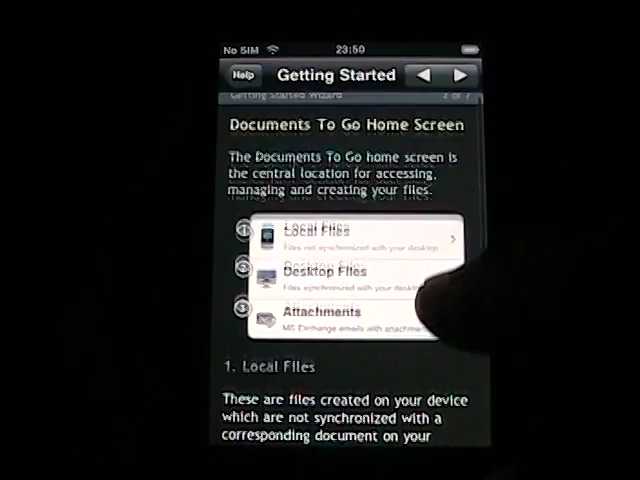 No SIM 23:50
Help Getting Started
Getting Started Wizard 2 of 7
Documents To Go Home Screen
The Documents To Go home screen is
the central location for accessing,
managing and creating your files.
1 Local Files
Files not synchronized with your desktop
2 Desktop Files
Files synchronized with your
3 Attachments
MS Exchange emails with
1. Local Files
These are files created on your device
which are not synchronized with a
corresponding document on your